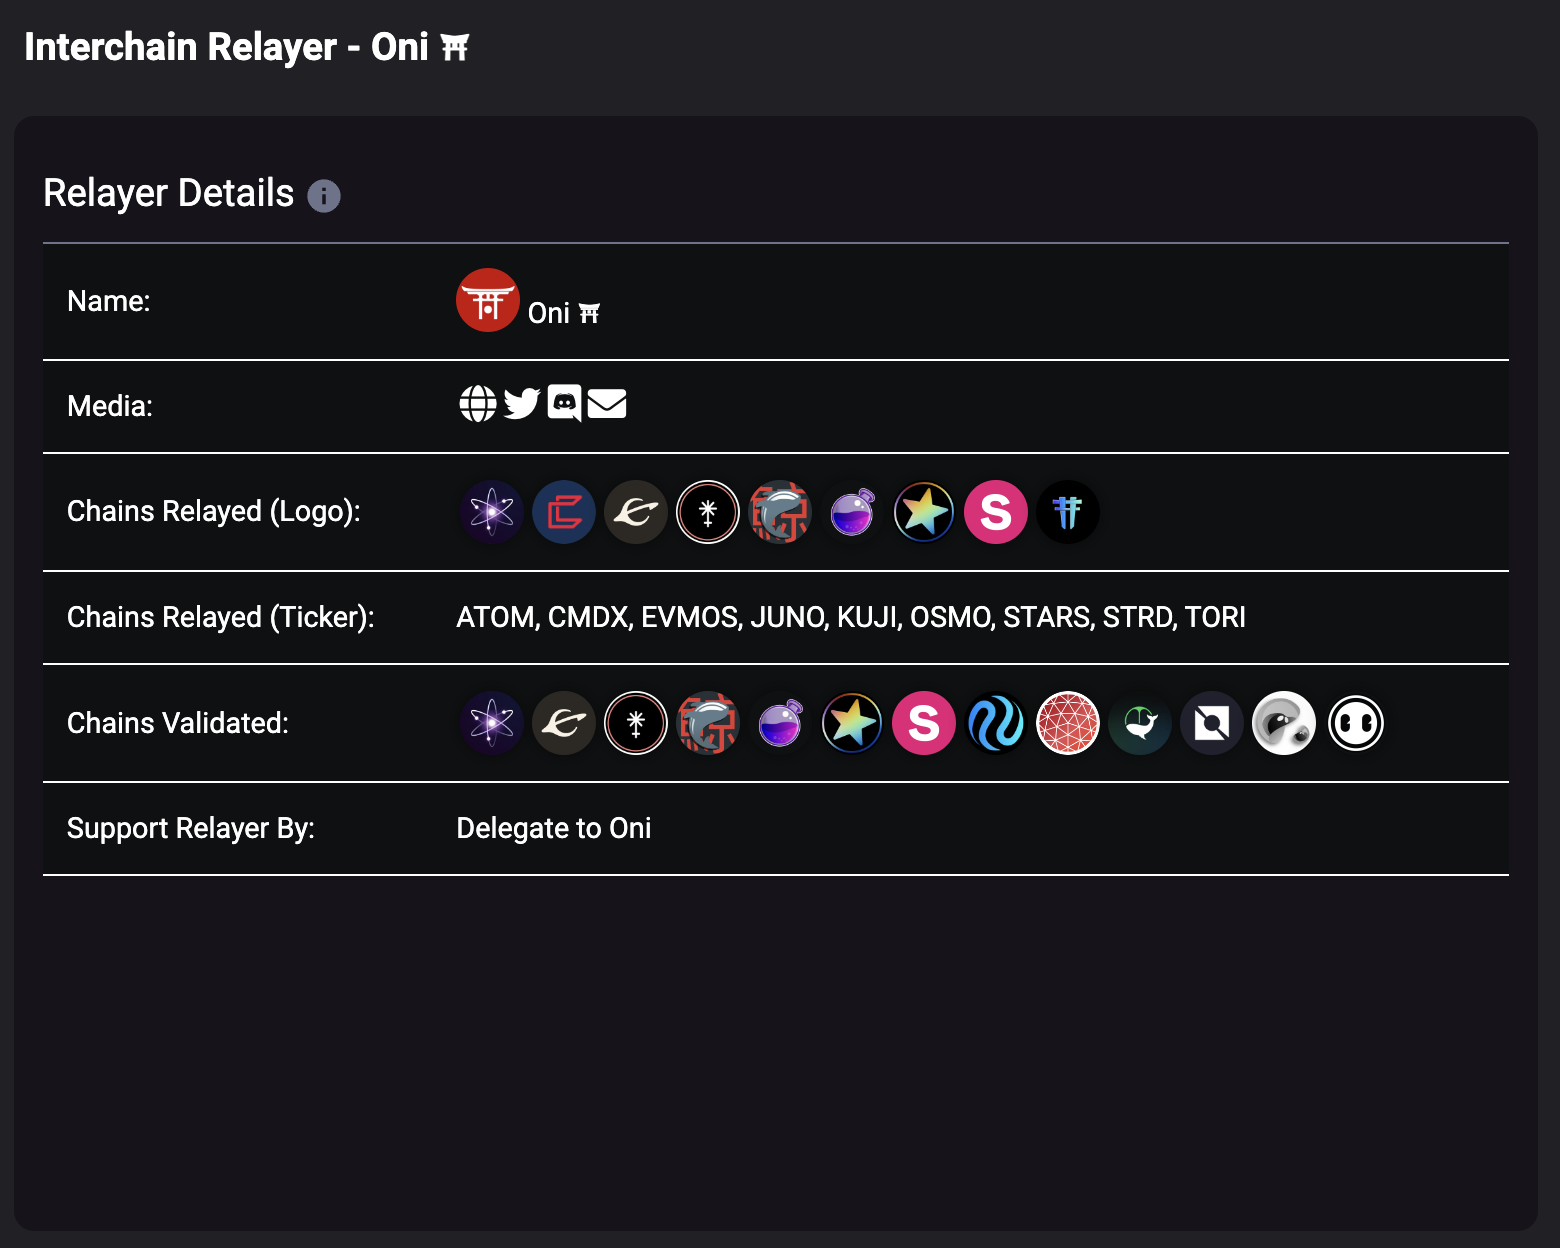 Interchain Relayer - Oni ⛩
Relayer Details
Name: Oni ⛩
Media:
Chains Relayed (Logo):
Chains Relayed (Ticker): ATOM, CMDX, EVMOS, JUNO, KUJI, OSMO, STARS, STRD, TORI
Chains Validated:
Support Relayer By: Delegate to Oni